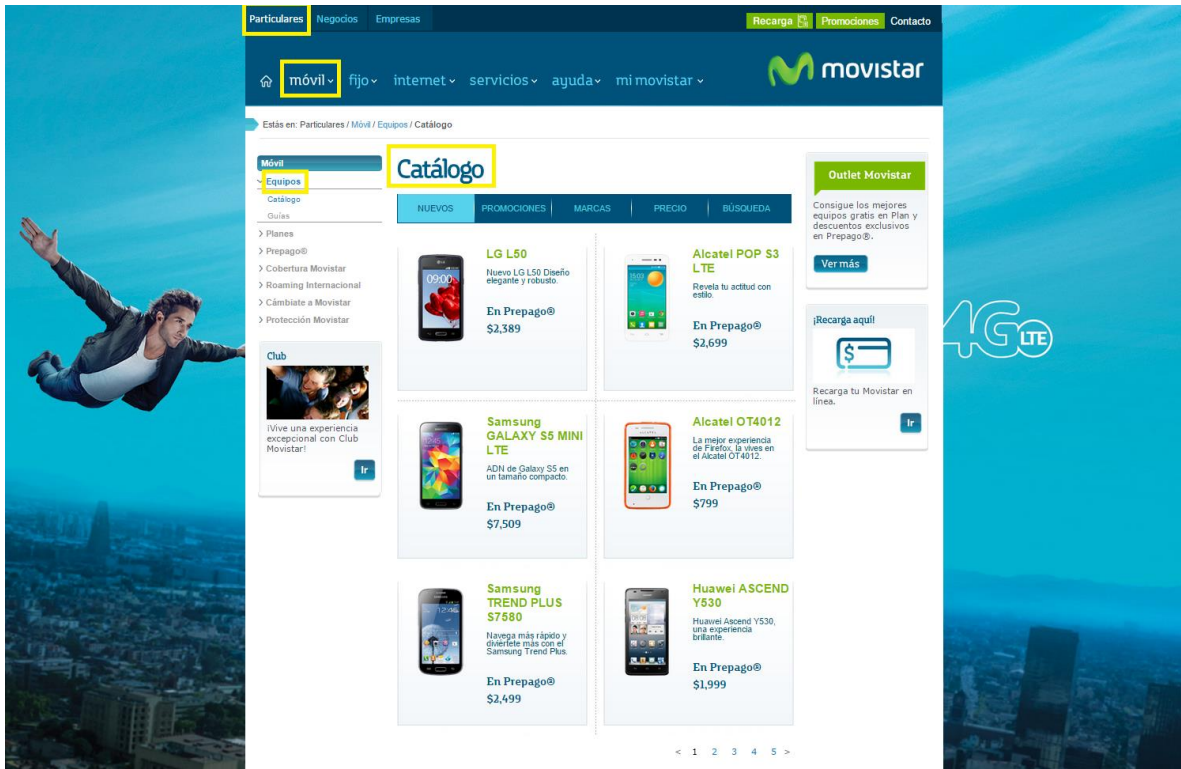 Particulares Negocios Empresas
Recarga Promociones Contacto
móvil fijo internet servicios ayuda mi movistar
movistar
Estás en: Particulares / Móvil / Equipos / Catálogo
Móvil
Equipos
Catálogo
Guías
> Planes
> Prepago®
> Cobertura Movistar
> Roaming Internacional
> Cámbiate a Movistar
> Protección Movistar
Club
¡Vive una experiencia
excepcional con Club
Movistar!
Ir
Catálogo
NUEVOS PROMOCIONES MARCAS PRECIO BÚSQUEDA
LG L50
Nuevo LG L50 Diseño
elegante y robusto.
En Prepago®
$2,389
09:00
Alcatel POP S3
LTE
Revela tu actitud con
estilo.
En Prepago®
$2,699
Samsung
GALAXY S5 MINI
LTE
ADN de Galaxy S5 en
un tamaño compacto.
En Prepago®
$7,509
Alcatel OT4012
La mejor experiencia
de Firefox, la vives en
el Alcatel OT4012.
En Prepago®
$799
Samsung
TREND PLUS
S7580
Navega más rápido y
diviértete más con el
Samsung Trend Plus.
En Prepago®
$2,499
12:45
Huawei ASCEND
Y530
Huawei Ascend Y530,
una experiencia
brillante.
En Prepago®
$1,999
< 1 2 3 4 5 >
Outlet Movistar
Consigue los mejores
equipos gratis en Plan y
descuentos exclusivos
en Prepago®.
Ver más
¡Recarga aquí!
$
Recarga tu Movistar en
línea.
Ir
4G LTE